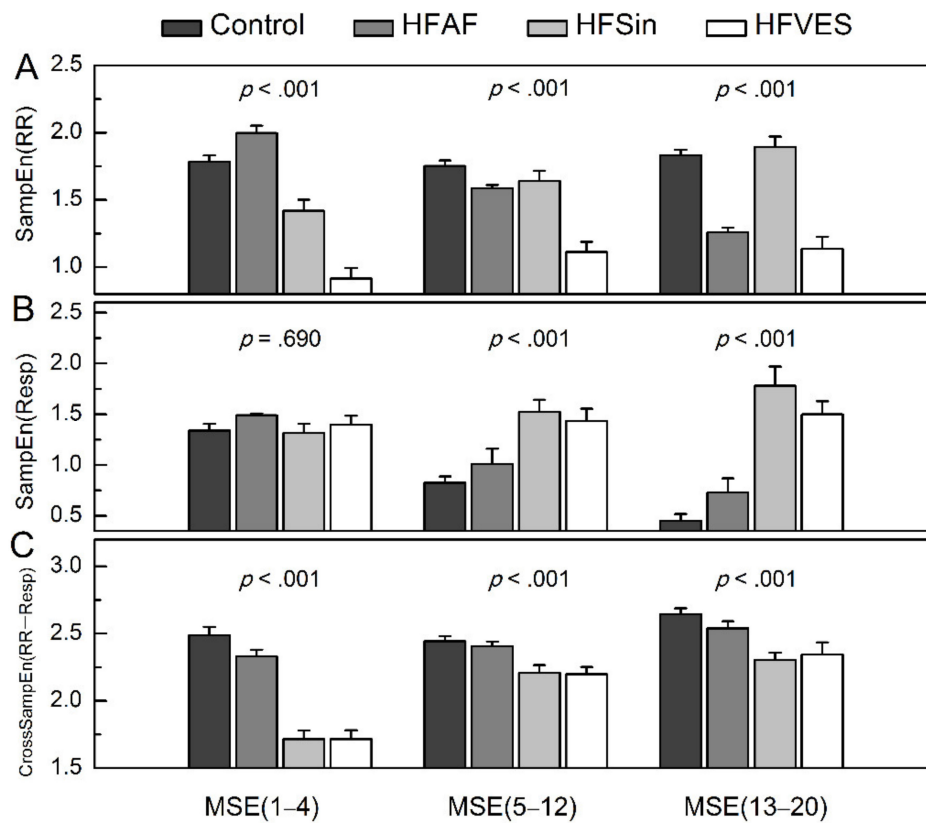 Control HFAF HFSin HFVES
A
SampEn(RR)
2.5
2.0
1.5
1.0
p < .001 p < .001 p < .001
B
SampEn(Resp)
2.5
2.0
1.5
1.0
0.5
p = .690 p < .001 p < .001
C
CrossSampEn(RR–Resp)
3.0
2.5
2.0
1.5
p < .001 p < .001 p < .001
MSE(1–4) MSE(5–12) MSE(13–20)